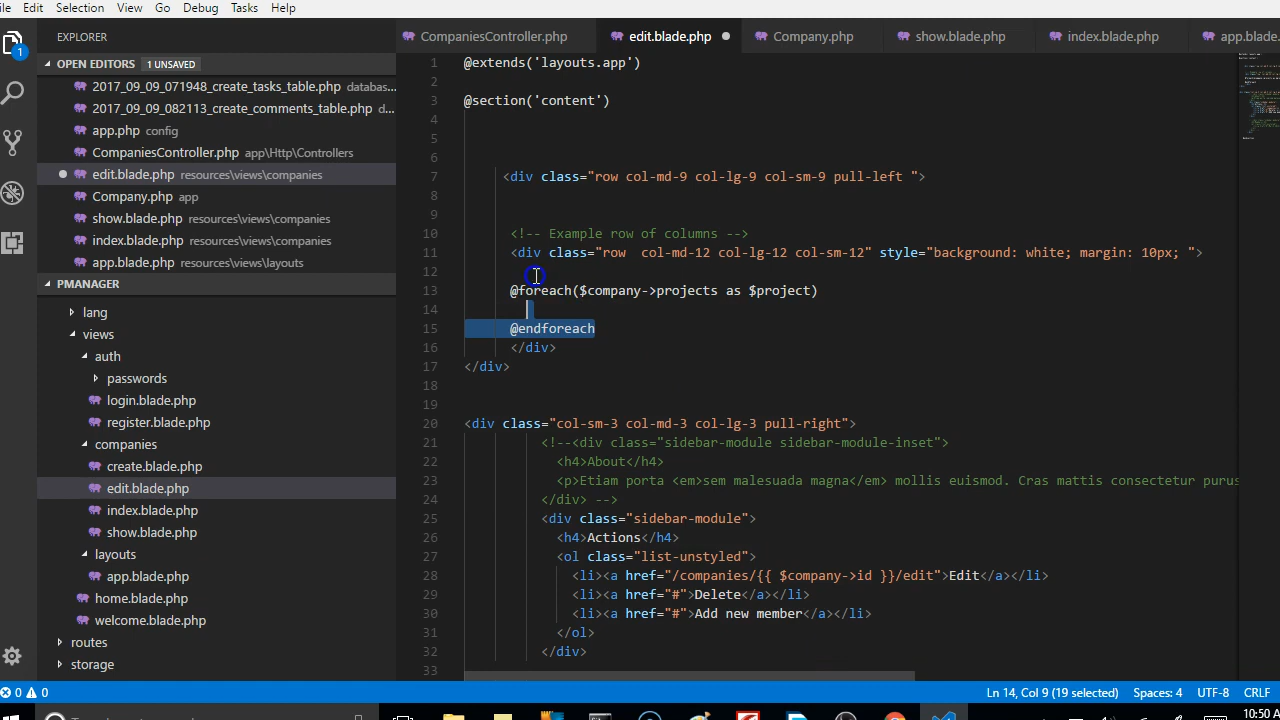 ile Edit Selection View Go Debug Tasks Help
EXPLORER
CompaniesController.php edit.blade.php Company.php show.blade.php index.blade.php app.blade.
OPEN EDITORS 1 UNSAVED
2017_09_09_071948_create_tasks_table.php databas...
2017_09_09_082113_create_comments_table.php d...
app.php config
CompaniesController.php app\Http\Controllers
edit.blade.php resources\views\companies
Company.php app
show.blade.php resources\views\companies
index.blade.php resources\views\companies
app.blade.php resources\views\layouts
PMANAGER
lang
views
auth
passwords
login.blade.php
register.blade.php
companies
create.blade.php
edit.blade.php
index.blade.php
show.blade.php
layouts
app.blade.php
home.blade.php
welcome.blade.php
routes
storage
1 @extends('layouts.app')
2
3 @section('content')
4
5
6
7 <div class="row col-md-9 col-lg-9 col-sm-9 pull-left ">
8
9
10 <!-- Example row of columns -->
11 <div class="row  col-md-12 col-lg-12 col-sm-12" style="background: white; margin: 10px; ">
12
13 @foreach($company->projects as $project)
14
15 @endforeach
16 </div>
17 </div>
18
19
20 <div class="col-sm-3 col-md-3 col-lg-3 pull-right">
21 <!--<div class="sidebar-module sidebar-module-inset">
22 <h4>About</h4>
23 <p>Etiam porta <em>sem malesuada magna</em> mollis euismod. Cras mattis consectetur purus
24 </div> -->
25 <div class="sidebar-module">
26 <h4>Actions</h4>
27 <ol class="list-unstyled">
28 <li><a href="/companies/{{ $company->id }}/edit">Edit</a></li>
29 <li><a href="#">Delete</a></li>
30 <li><a href="#">Add new member</a></li>
31 </ol>
32 </div>
33
0 0 Ln 14, Col 9 (19 selected) Spaces: 4 UTF-8 CRLF
10:50 A